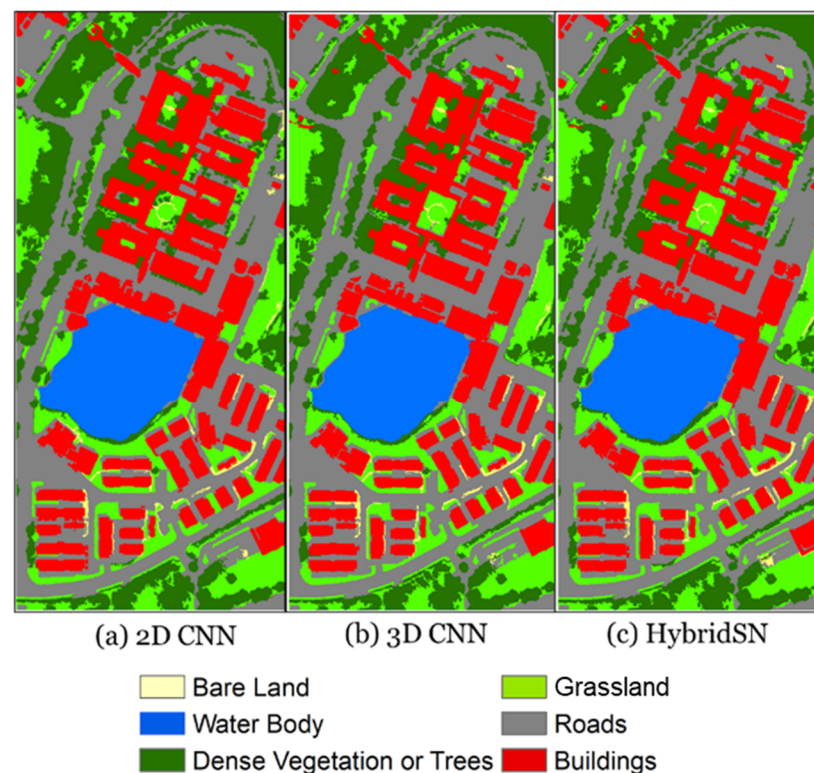 (a) 2D CNN
(b) 3D CNN
(c) HybridSN
Bare Land
Grassland
Water Body
Roads
Dense Vegetation or Trees
Buildings